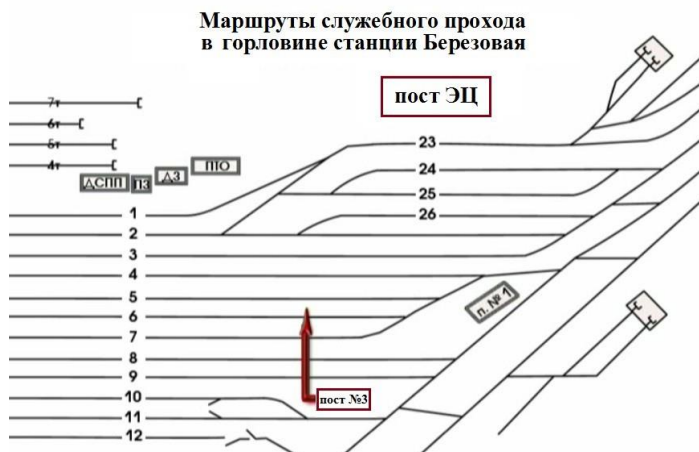 Маршруты служебного прохода
в горловине станции Березовая
пост ЭЦ
7т
6т
5т
4т
ДСПП
ПЗ
ДЗ
ПТО
23
24
25
26
1
2
3
4
5
6
7
8
9
10
11
12
п. № 1
пост №3